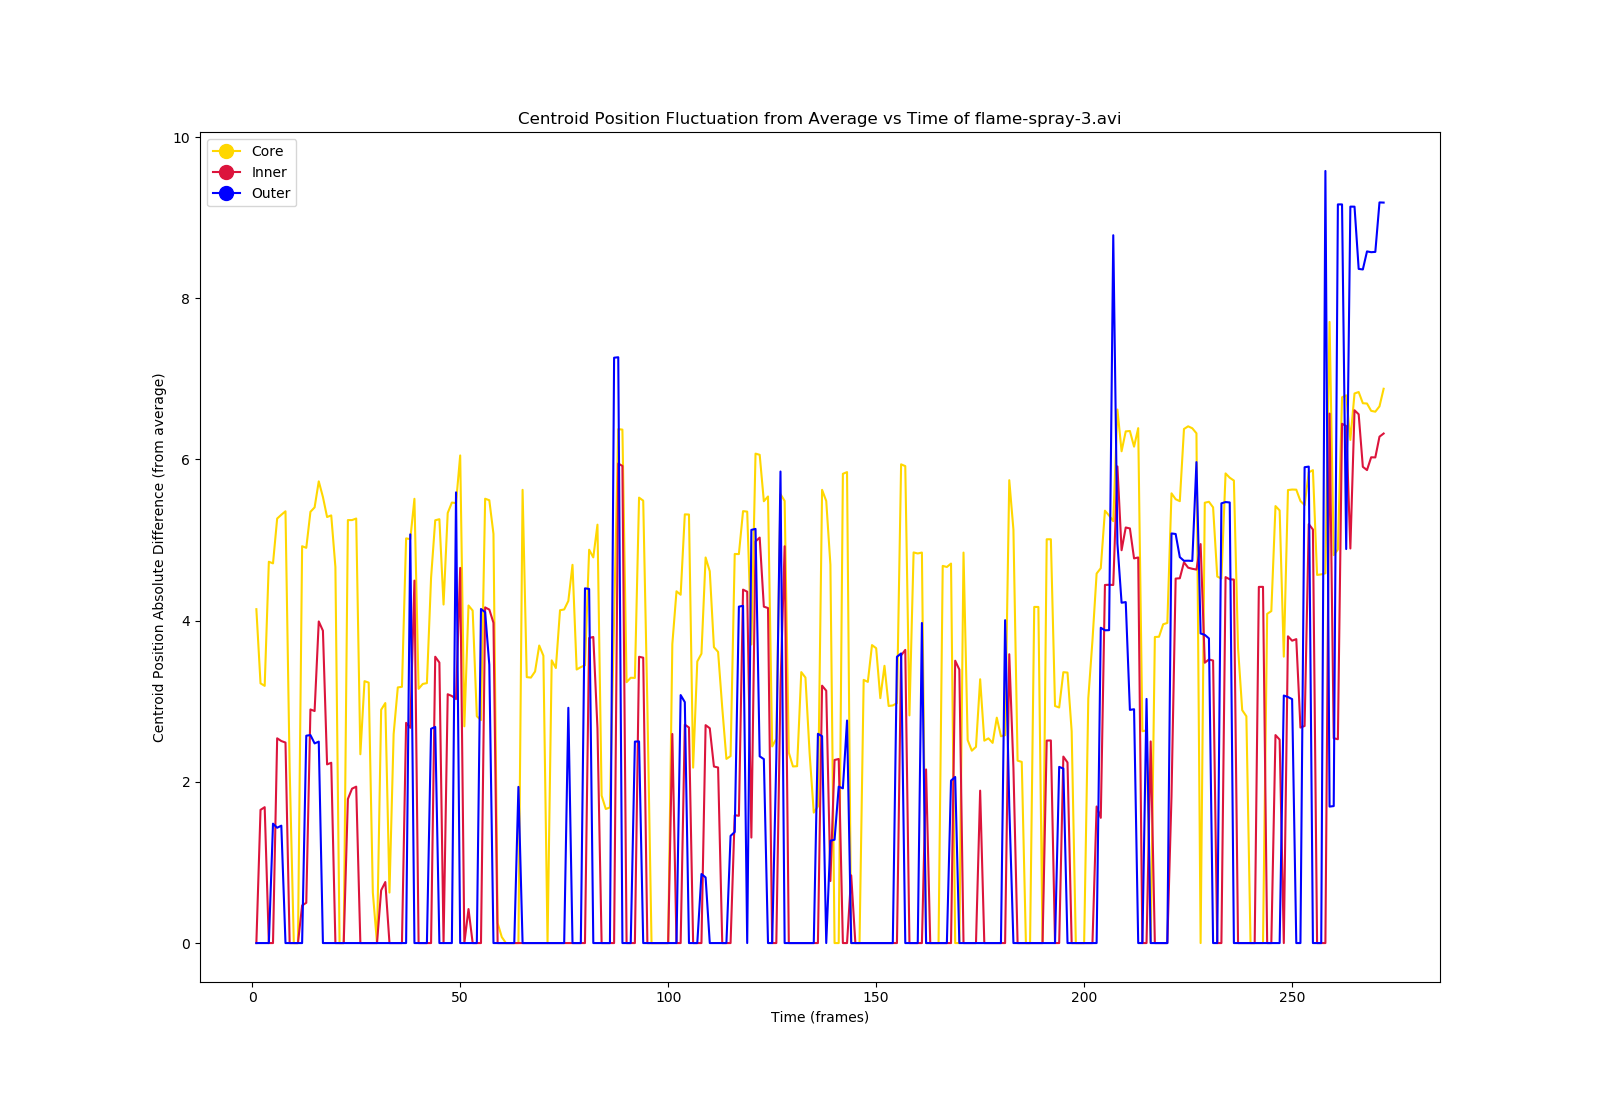 Centroid Position Fluctuation from Average vs Time of flame-spray-3.avi
Core
Inner
Outer
Centroid Position Absolute Difference (from average)
10
8
6
4
2
0
0 50 100 150 200 250
Time (frames)